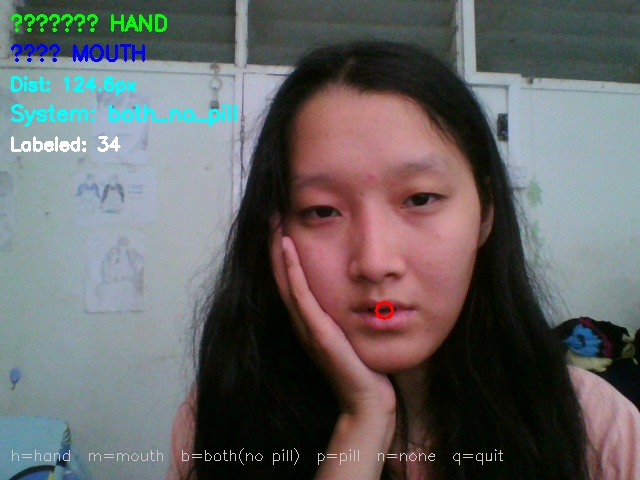 ??????? HAND
???? MOUTH
Dist: 124.6px
System: both_no_pill
Labeled: 34
h=hand m=mouth b=both(no pill) p=pill n=none q=quit